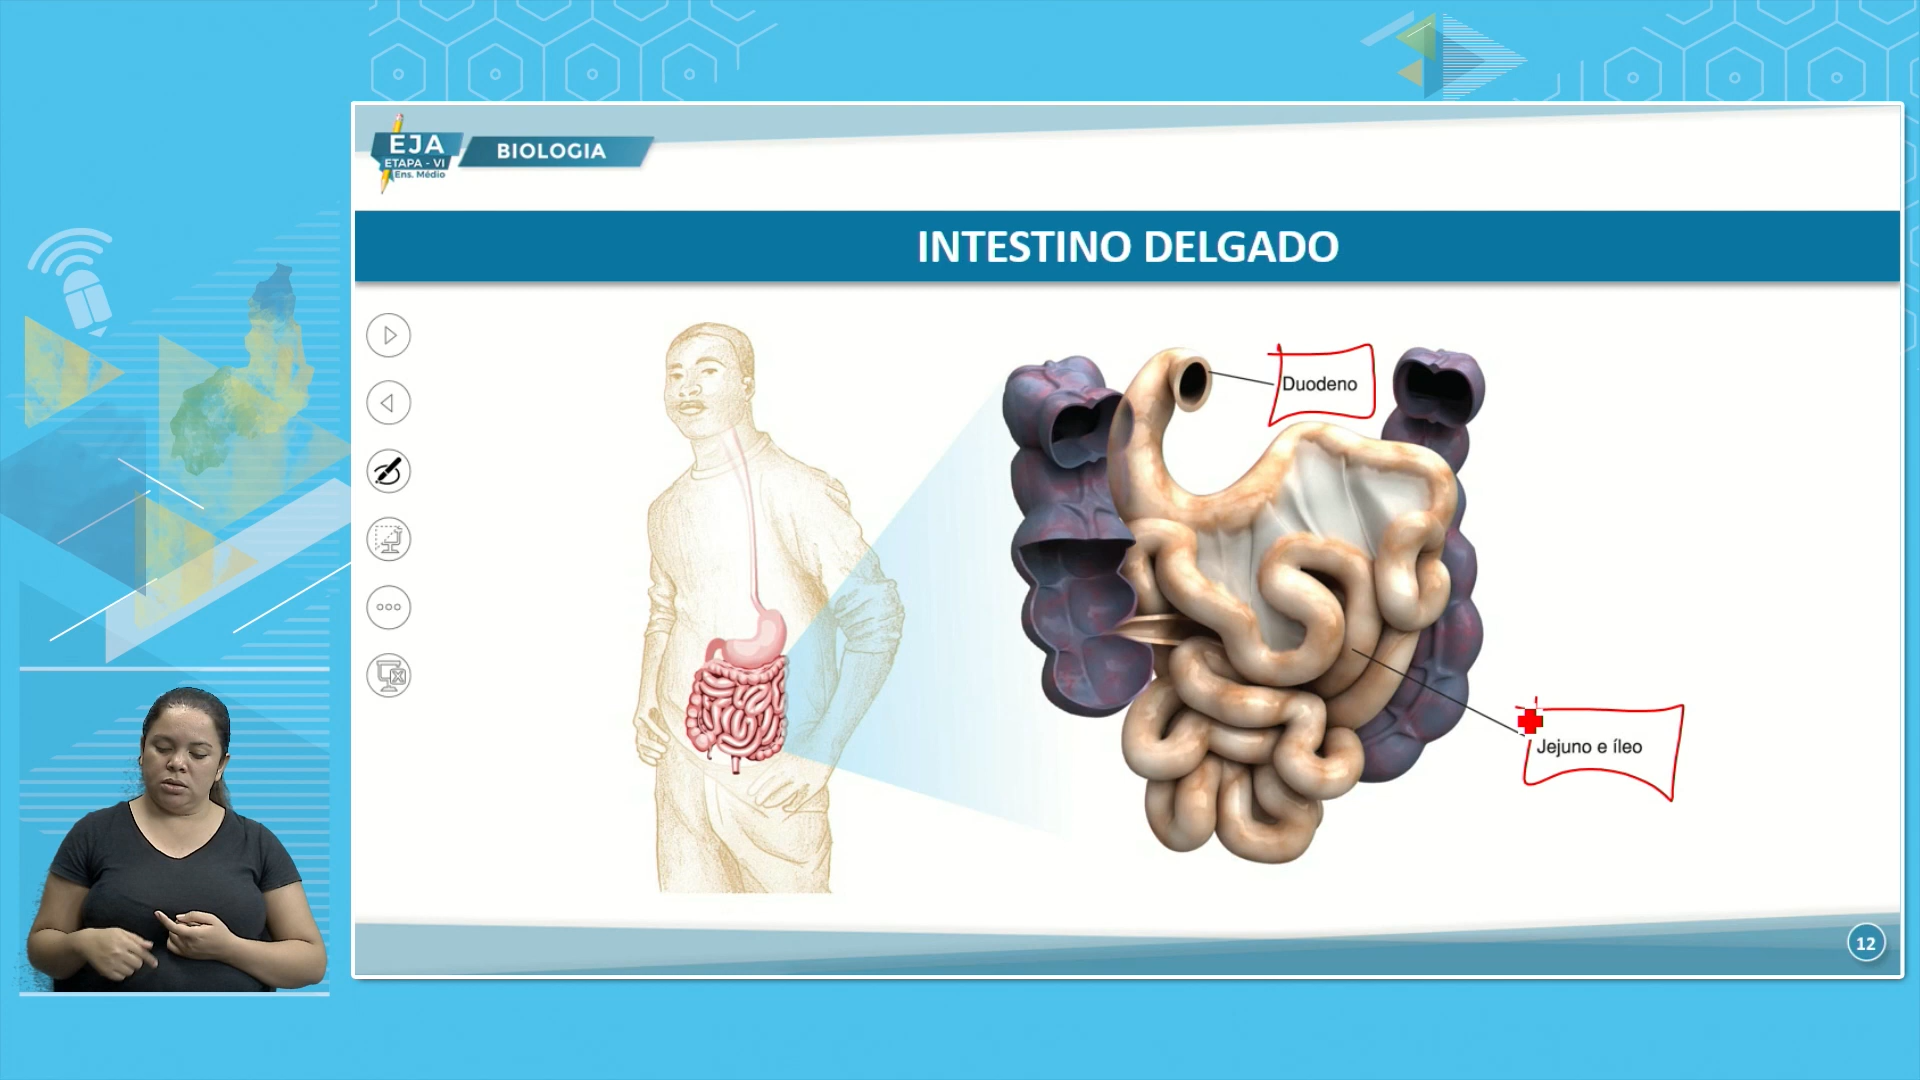 EJA
ETAPA - VI
Ens. Médio
BIOLOGIA
INTESTINO DELGADO
Duodeno
Jejuno e íleo
12